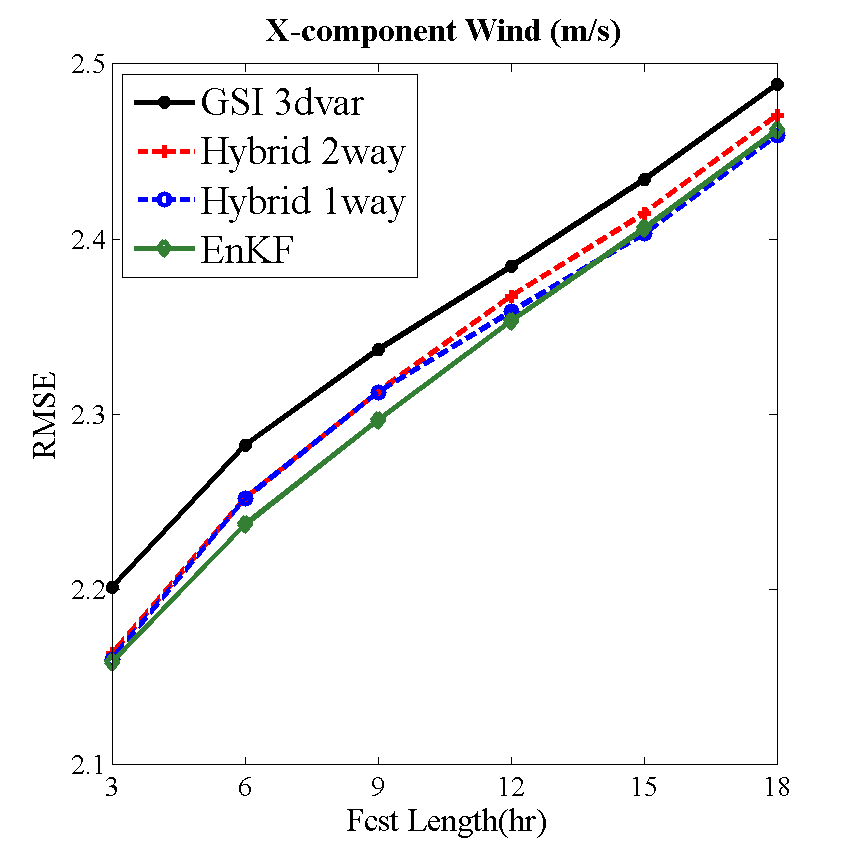 X-component Wind (m/s)
2.5
GSI 3dvar
Hybrid 2way
Hybrid 1way
EnKF
2.4
2.3
2.2
2.1
RMSE
3 6 9 12 15 18
Fcst Length(hr)